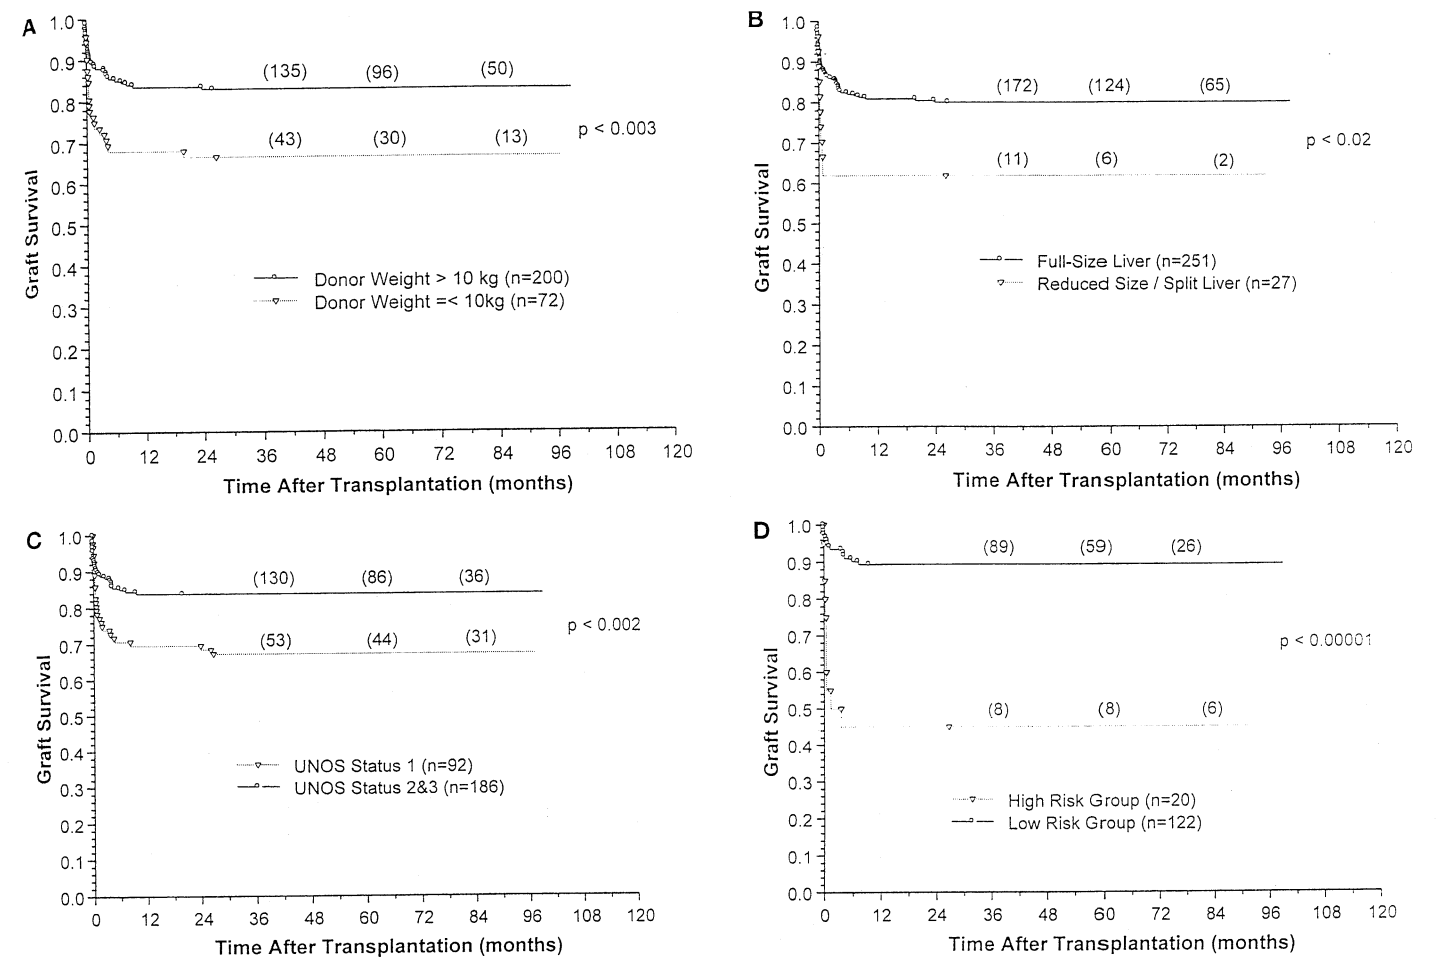 A
1.0
0.9
0.8
0.7
0.6
0.5
0.4
0.3
0.2
0.1
0.0
Graft Survival
(135) (96) (50)
p < 0.003
(43) (30) (13)
Donor Weight > 10 kg (n=200)
Donor Weight =< 10kg (n=72)
0 12 24 36 48 60 72 84 96 108 120
Time After Transplantation (months)
B
1.0
0.9
0.8
0.7
0.6
0.5
0.4
0.3
0.2
0.1
0.0
Graft Survival
(172) (124) (65)
p < 0.02
(11) (6) (2)
Full-Size Liver (n=251)
Reduced Size / Split Liver (n=27)
0 12 24 36 48 60 72 84 96 108 120
Time After Transplantation (months)
C
1.0
0.9
0.8
0.7
0.6
0.5
0.4
0.3
0.2
0.1
0.0
Graft Survival
(130) (86) (36)
p < 0.002
(53) (44) (31)
UNOS Status 1 (n=92)
UNOS Status 2&3 (n=186)
0 12 24 36 48 60 72 84 96 108 120
Time After Transplantation (months)
D
1.0
0.9
0.8
0.7
0.6
0.5
0.4
0.3
0.2
0.1
0.0
Graft Survival
(89) (59) (26)
p < 0.00001
(8) (8) (6)
High Risk Group (n=20)
Low Risk Group (n=122)
0 12 24 36 48 60 72 84 96 108 120
Time After Transplantation (months)